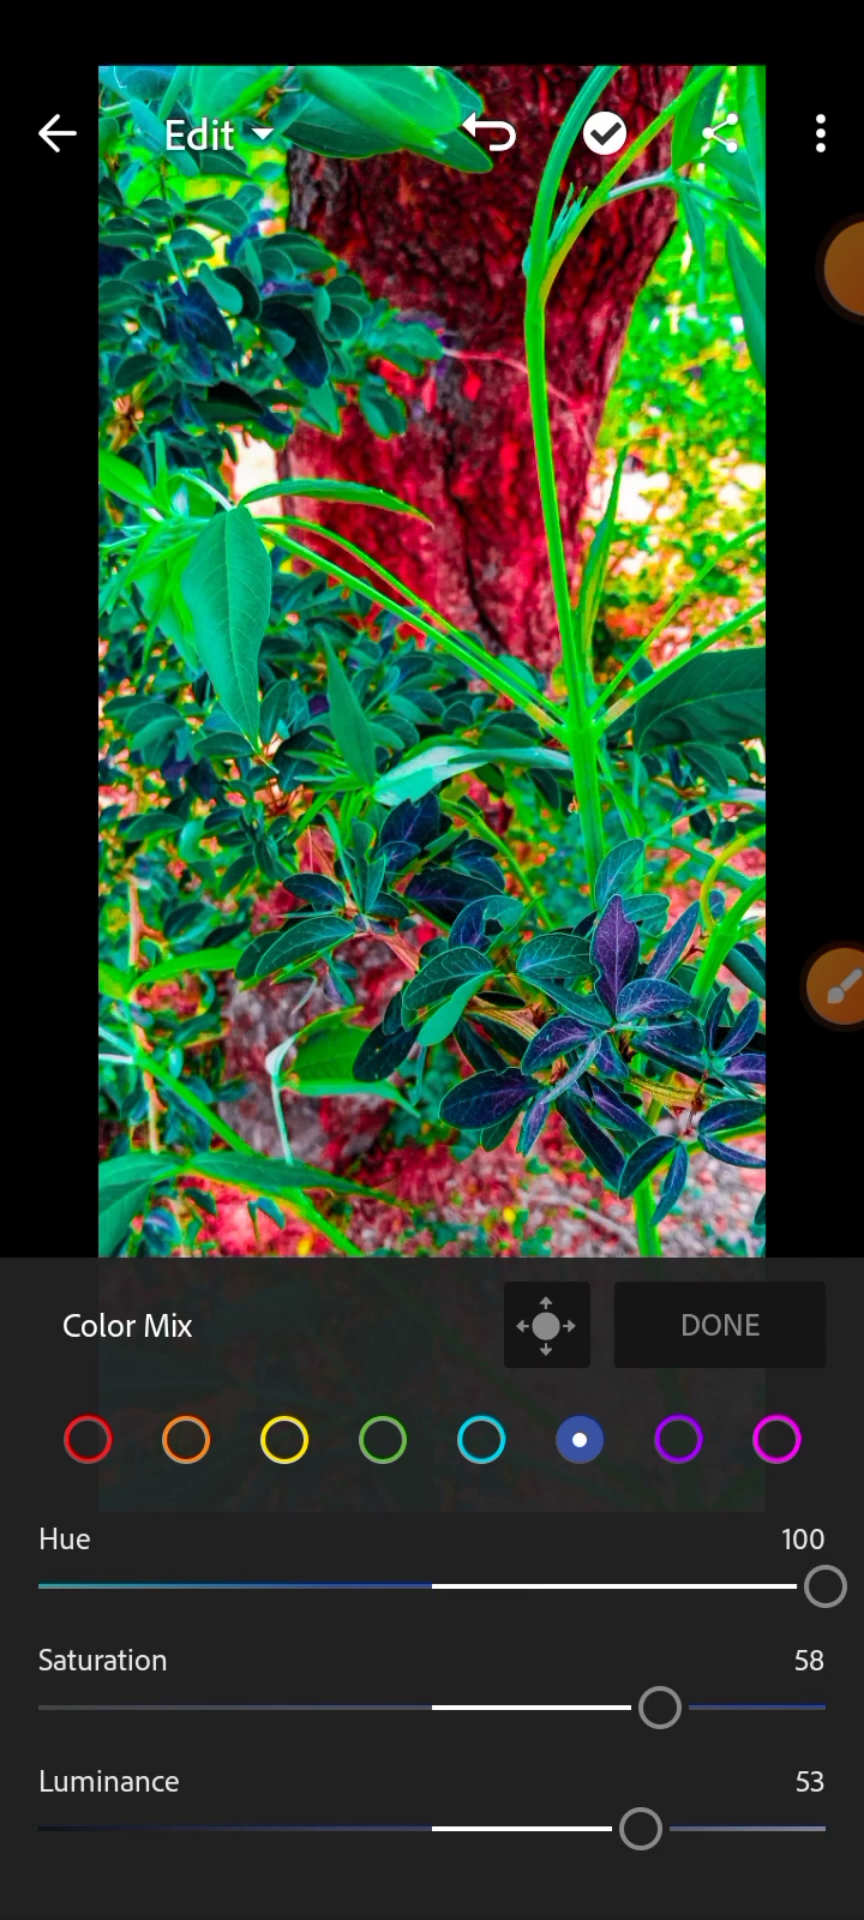 Edit
Color Mix
DONE
Hue
100
Saturation
58
Luminance
53